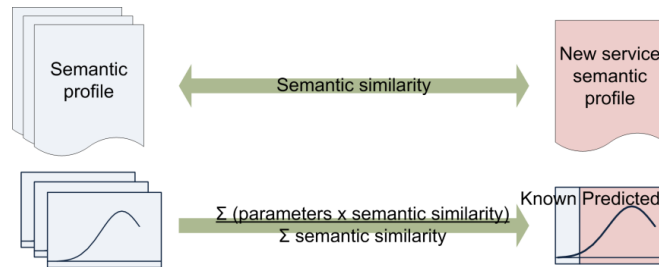 Semantic
profile
Semantic similarity
New service
semantic
profile
Σ (parameters x semantic similarity)
Σ semantic similarity
Known Predicted